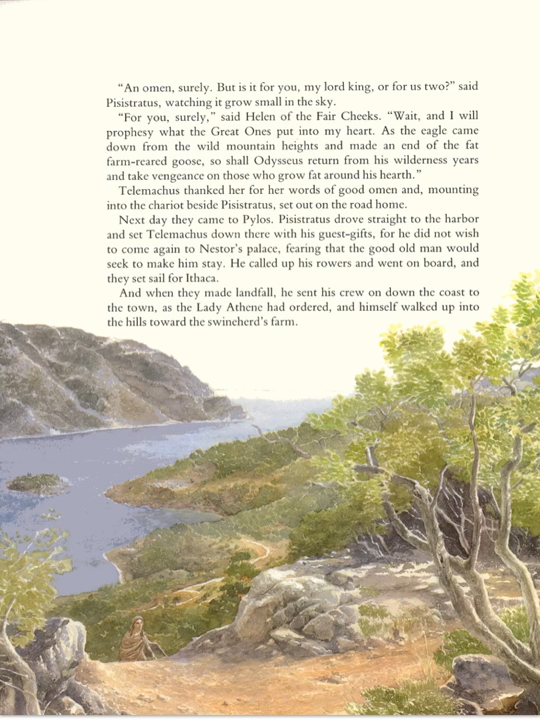 “An omen, surely. But is it for you, my lord king, or for us two?” said
Pisistratus, watching it grow small in the sky.
“For you, surely,” said Helen of the Fair Cheeks. “Wait, and I will
prophesy what the Great Ones put into my heart. As the eagle came
down from the wild mountain heights and made an end of the fat
farm-reared goose, so shall Odysseus return from his wilderness years
and take vengeance on those who grow fat around his hearth.”
Telemachus thanked her for her words of good omen and, mounting
into the chariot beside Pisistratus, set out on the road home.
Next day they came to Pylos. Pisistratus drove straight to the harbor
and set Telemachus down there with his guest-gifts, for he did not wish
to come again to Nestor’s palace, fearing that the good old man would
seek to make him stay. He called up his rowers and went on board, and
they set sail for Ithaca.
And when they made landfall, he sent his crew on down the coast to
the town, as the Lady Athene had ordered, and himself walked up into
the hills toward the swineherd’s farm.